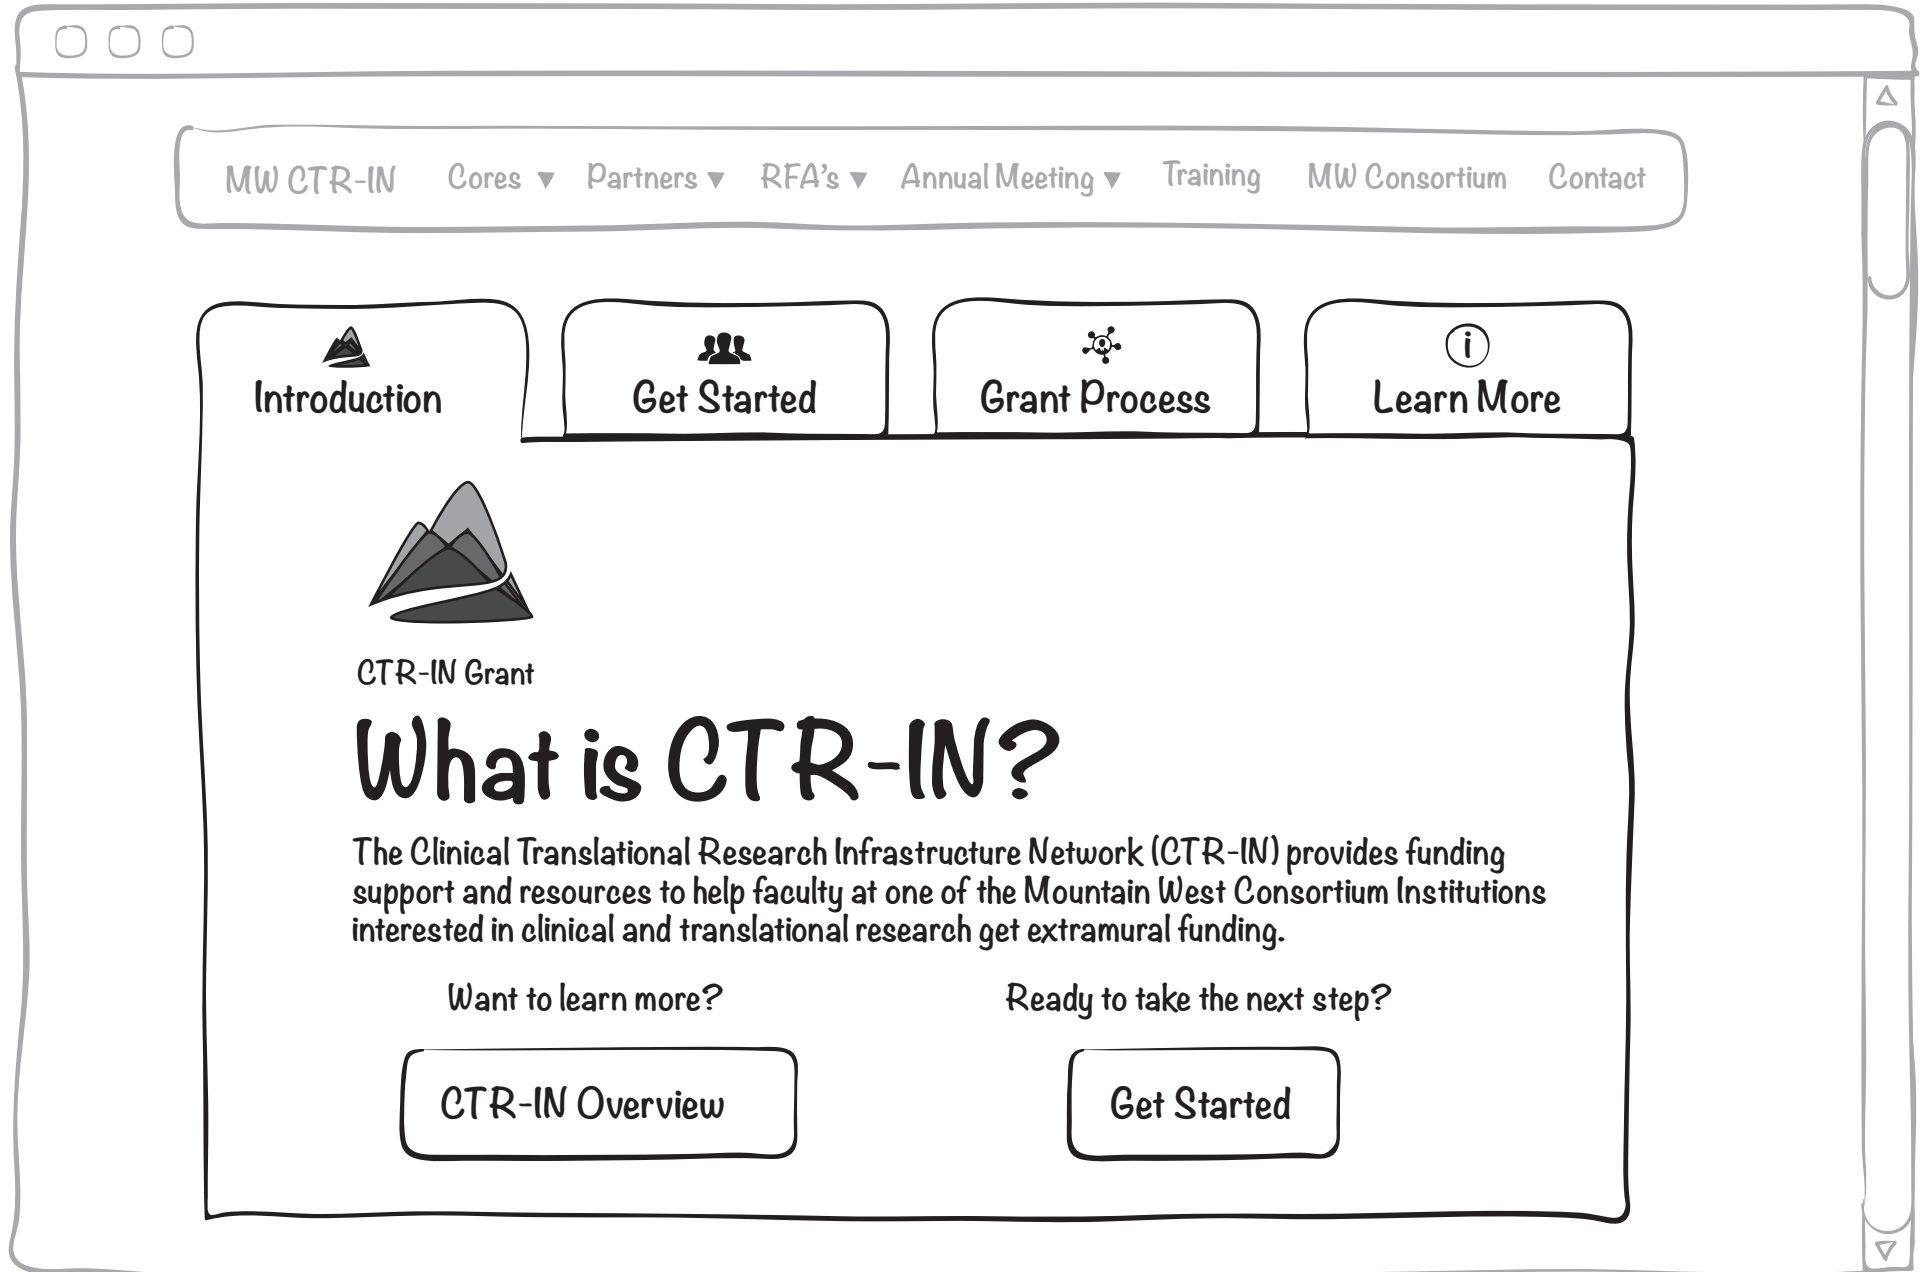 MW CTR-IN Cores ▼ Partners ▼ RFA's ▼ Annual Meeting ▼ Training MW Consortium Contact
Introduction Get Started Grant Process Learn More
CTR-IN Grant
What is CTR-IN?
The Clinical Translational Research Infrastructure Network (CTR-IN) provides funding
support and resources to help faculty at one of the Mountain West Consortium Institutions
interested in clinical and translational research get extramural funding.
Want to learn more? Ready to take the next step?
CTR-IN Overview Get Started